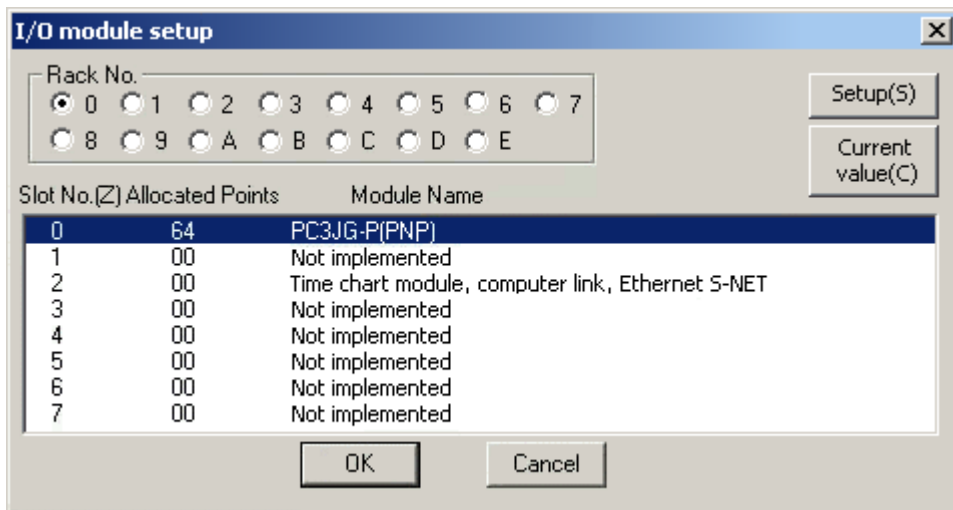 I/O module setup
Rack No.
0 1 2 3 4 5 6 7
8 9 A B C D E
Setup(S)
Current
value(C)
Slot No.(Z) Allocated Points Module Name
0 64 PC3JG-P(PNP)
1 00 Not implemented
2 00 Time chart module, computer link, Ethernet S-NET
3 00 Not implemented
4 00 Not implemented
5 00 Not implemented
6 00 Not implemented
7 00 Not implemented
OK Cancel